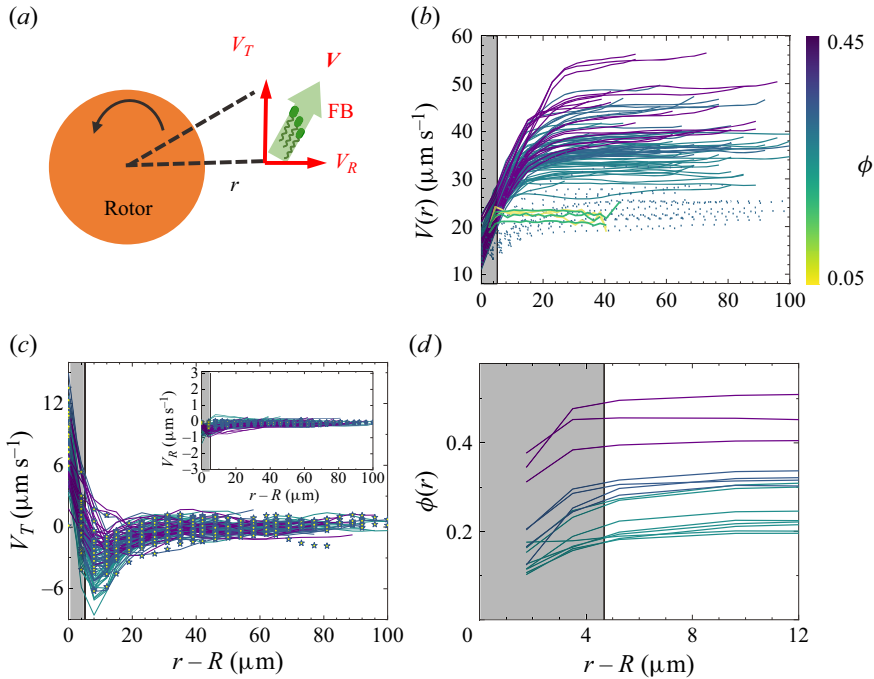 (a)
V_T
V
FB
V_R
r
Rotor
(b)
60
50
40
30
20
10
V(r) (μm s⁻¹)
0 20 40 60 80 100
0.45
ϕ
0.05
(c)
12
6
0
−6
V_T (μm s⁻¹)
3
2
1
0
−1
−2
−3
V_R (μm s⁻¹)
0 20 40 60 80 100
r – R (μm)
0 20 40 60 80 100
r – R (μm)
(d)
0.4
0.2
ϕ(r)
0 4 8 12
r – R (μm)